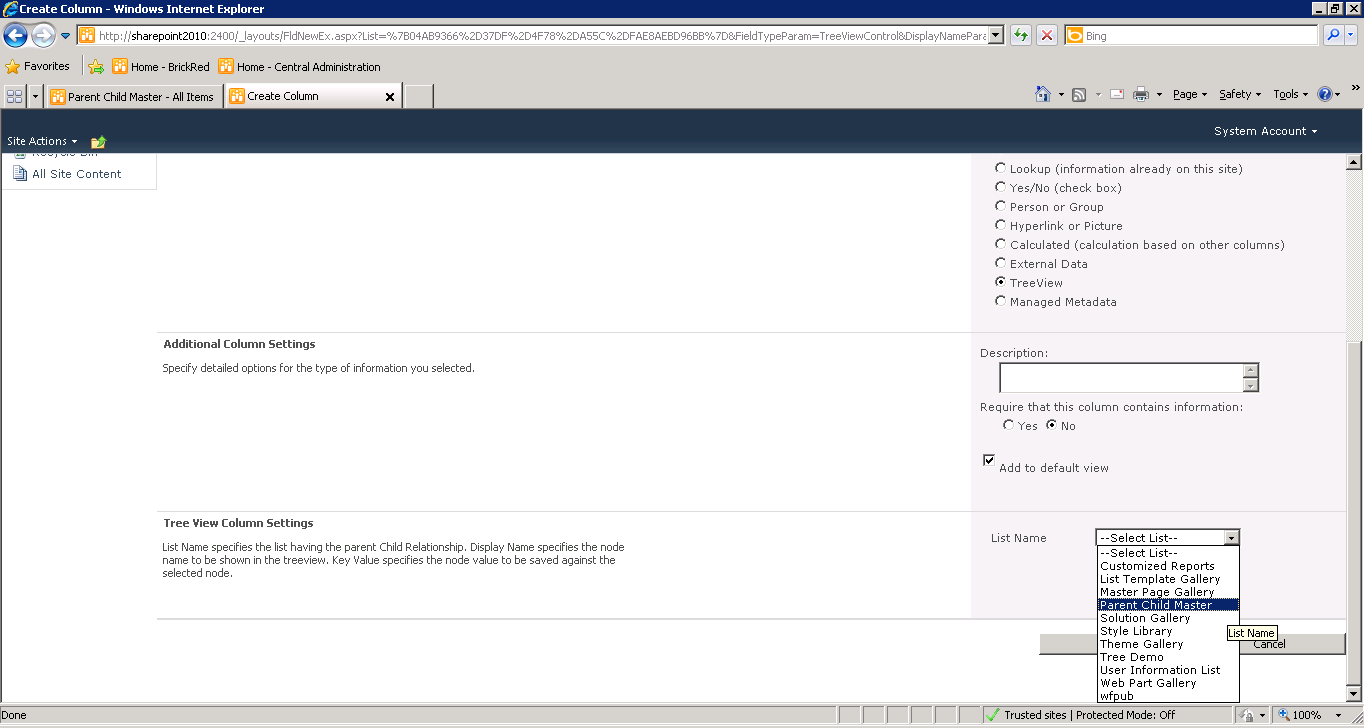 Create Column - Windows Internet Explorer
http://sharepoint2010:2400/_layouts/FldNewEx.aspx?List=%7B04AB9366%2D37DF%2D4F78%2DA55C%2DFAE8AEBD96BB%7D&FieldTypeParam=TreeViewControl&DisplayNamePara
Bing
Favorites
Home - BrickRed
Home - Central Administration
Parent Child Master - All Items
Create Column
Page
Safety
Tools
Site Actions
System Account
Recycle Bin
All Site Content
Lookup (information already on this site)
Yes/No (check box)
Person or Group
Hyperlink or Picture
Calculated (calculation based on other columns)
External Data
TreeView
Managed Metadata
Additional Column Settings
Specify detailed options for the type of information you selected.
Description:
Require that this column contains information:
Yes No
Add to default view
Tree View Column Settings
List Name specifies the list having the parent Child Relationship. Display Name specifies the node
name to be shown in the treeview. Key Value specifies the node value to be saved against the
selected node.
List Name
--Select List--
--Select List--
Customized Reports
List Template Gallery
Master Page Gallery
Parent Child Master
Solution Gallery
Style Library
Theme Gallery
Tree Demo
User Information List
Web Part Gallery
wfpub
List Name
Cancel
Done
Trusted sites | Protected Mode: Off
100%